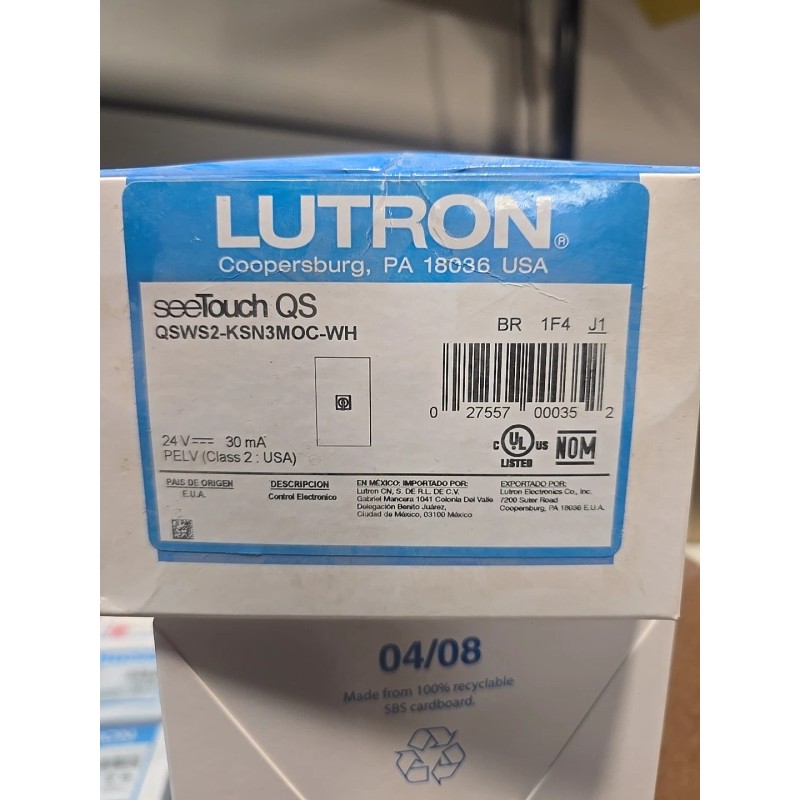 LUTRON®
Coopersburg, PA 18036 USA
seeTouch QS
QSWS2-KSN3MOC-WH
BR 1F4 J1
0 27557 00035 2
24 V 30 mA
PELV (Class 2 : USA)
C UL US
LISTED
NOM
PAIS DE ORIGEN
E.U.A.
DESCRIPCION
Control Electronico
EN MÉXICO: IMPORTADO POR:
Lutron CN, S. DE R.L. DE C.V.
Gabriel Mancera 1041 Colonia Del Valle
Delegación Benito Juárez,
Ciudad de México, 03100 México
EXPORTADO POR:
Lutron Electronics Co., Inc.
7200 Suter Road
Coopersburg, PA 18036 E.U.A.
04/08
Made from 100% recyclable
SBS cardboard.